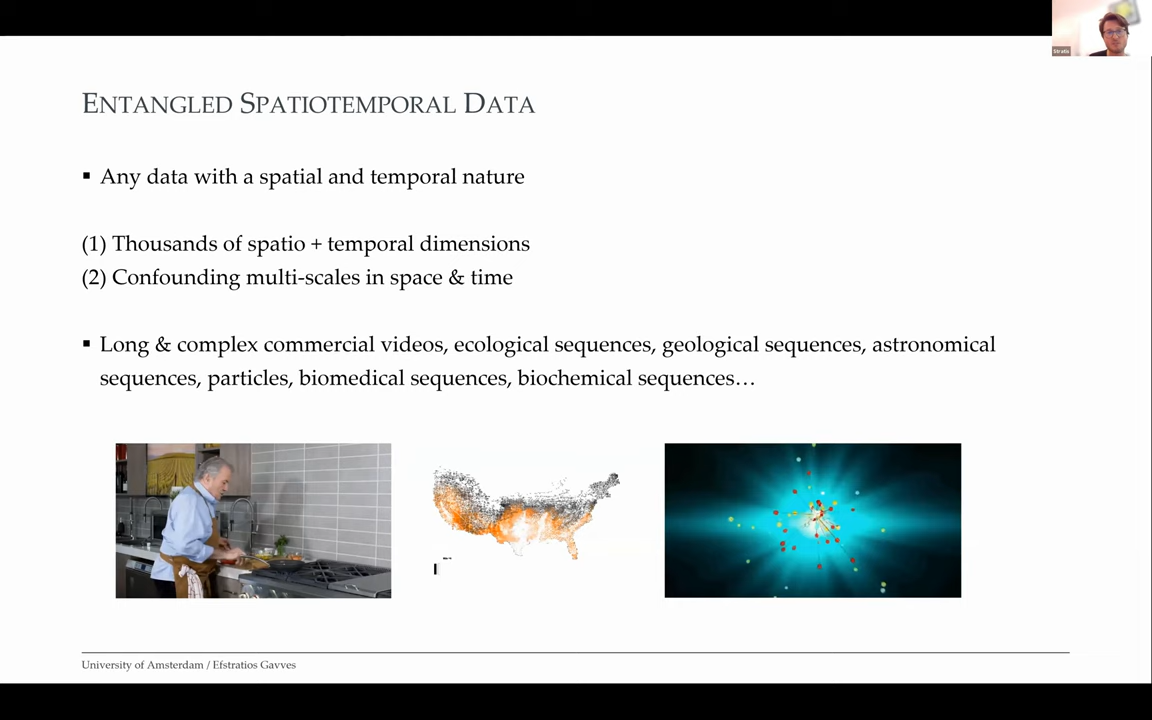 Stratis
ENTANGLED SPATIOTEMPORAL DATA
▪ Any data with a spatial and temporal nature
(1) Thousands of spatio + temporal dimensions
(2) Confounding multi-scales in space & time
▪ Long & complex commercial videos, ecological sequences, geological sequences, astronomical
sequences, particles, biomedical sequences, biochemical sequences…
University of Amsterdam / Efstratios Gavves